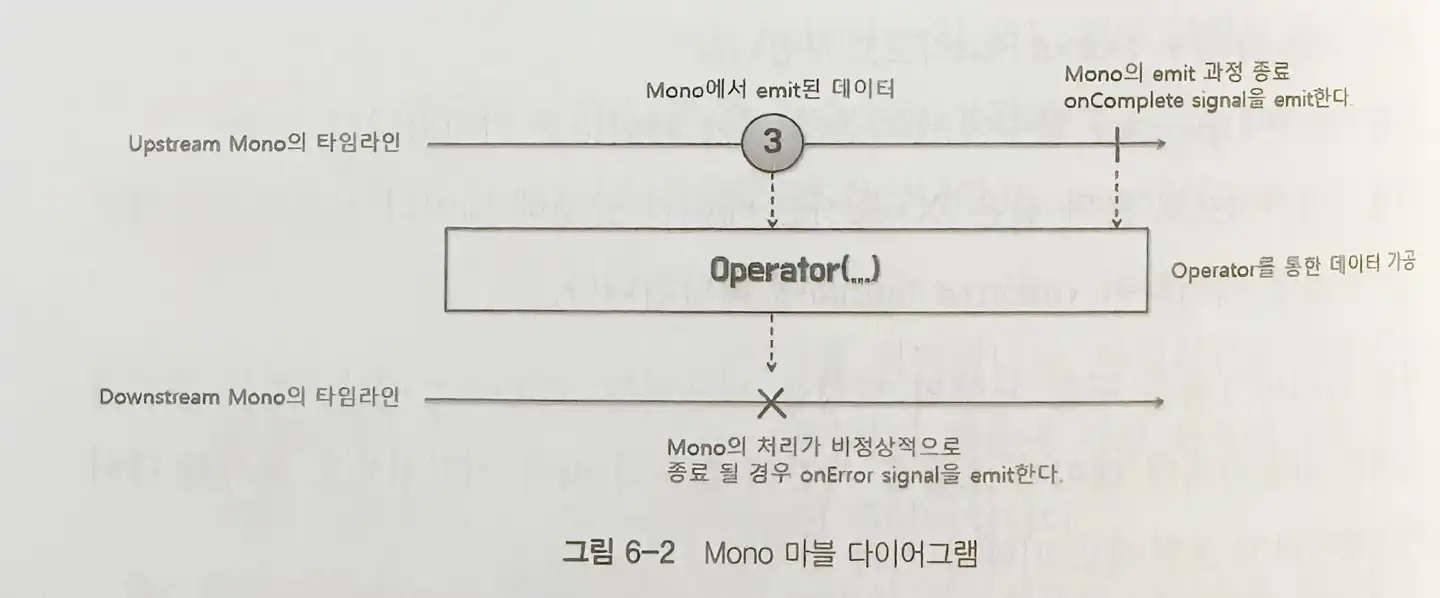 Mono에서 emit된 데이터
Mono의 emit 과정 종료
onComplete signal을 emit한다.
Upstream Mono의 타임라인
3
Operator(...)
Operator를 통한 데이터 가공
Downstream Mono의 타임라인
Mono의 처리가 비정상적으로
종료 될 경우 onError signal을 emit한다.
그림 6-2 Mono 마블 다이어그램